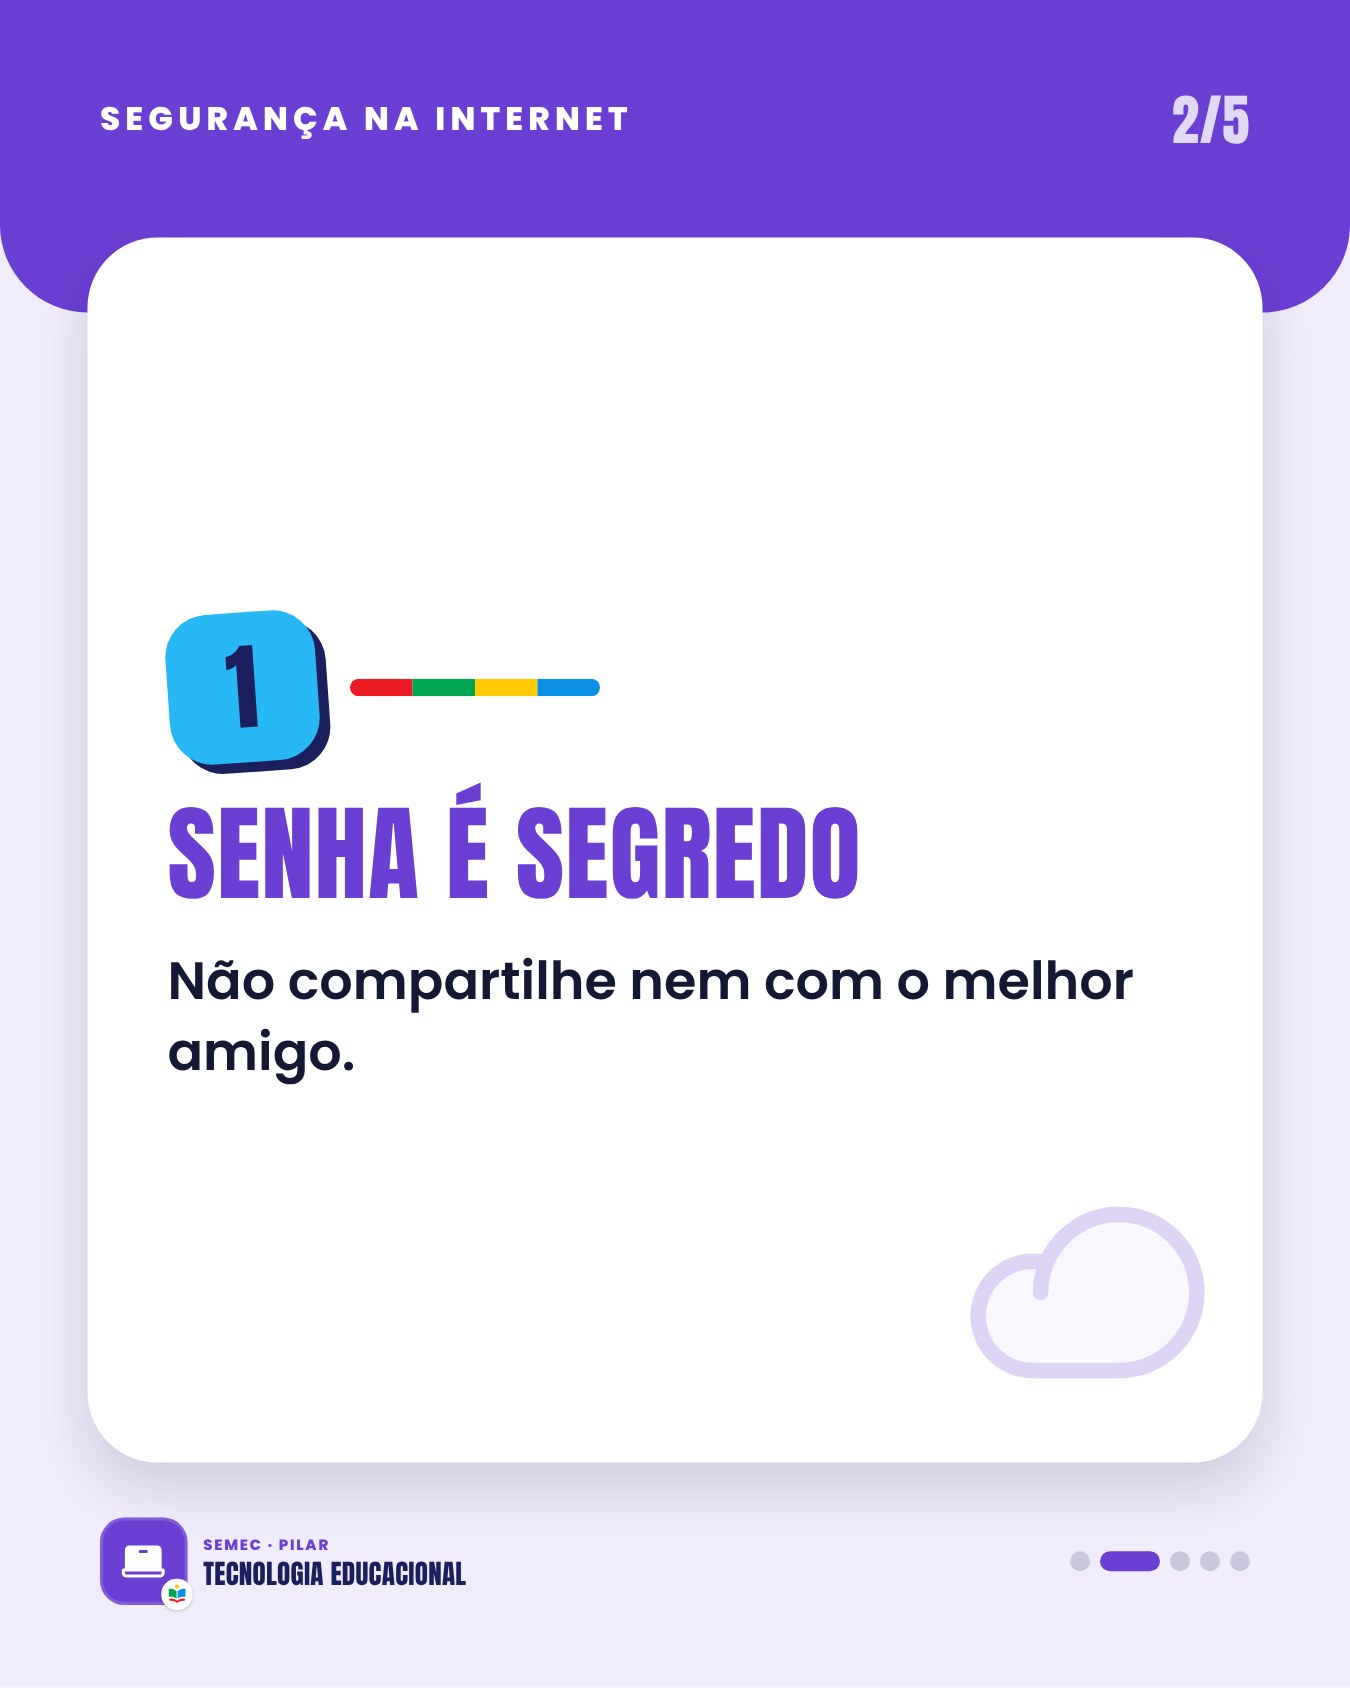 SEGURANÇA NA INTERNET
2/5
1
SENHA É SEGREDO
Não compartilhe nem com o melhor
amigo.
SEMEC · PILAR
TECNOLOGIA EDUCACIONAL